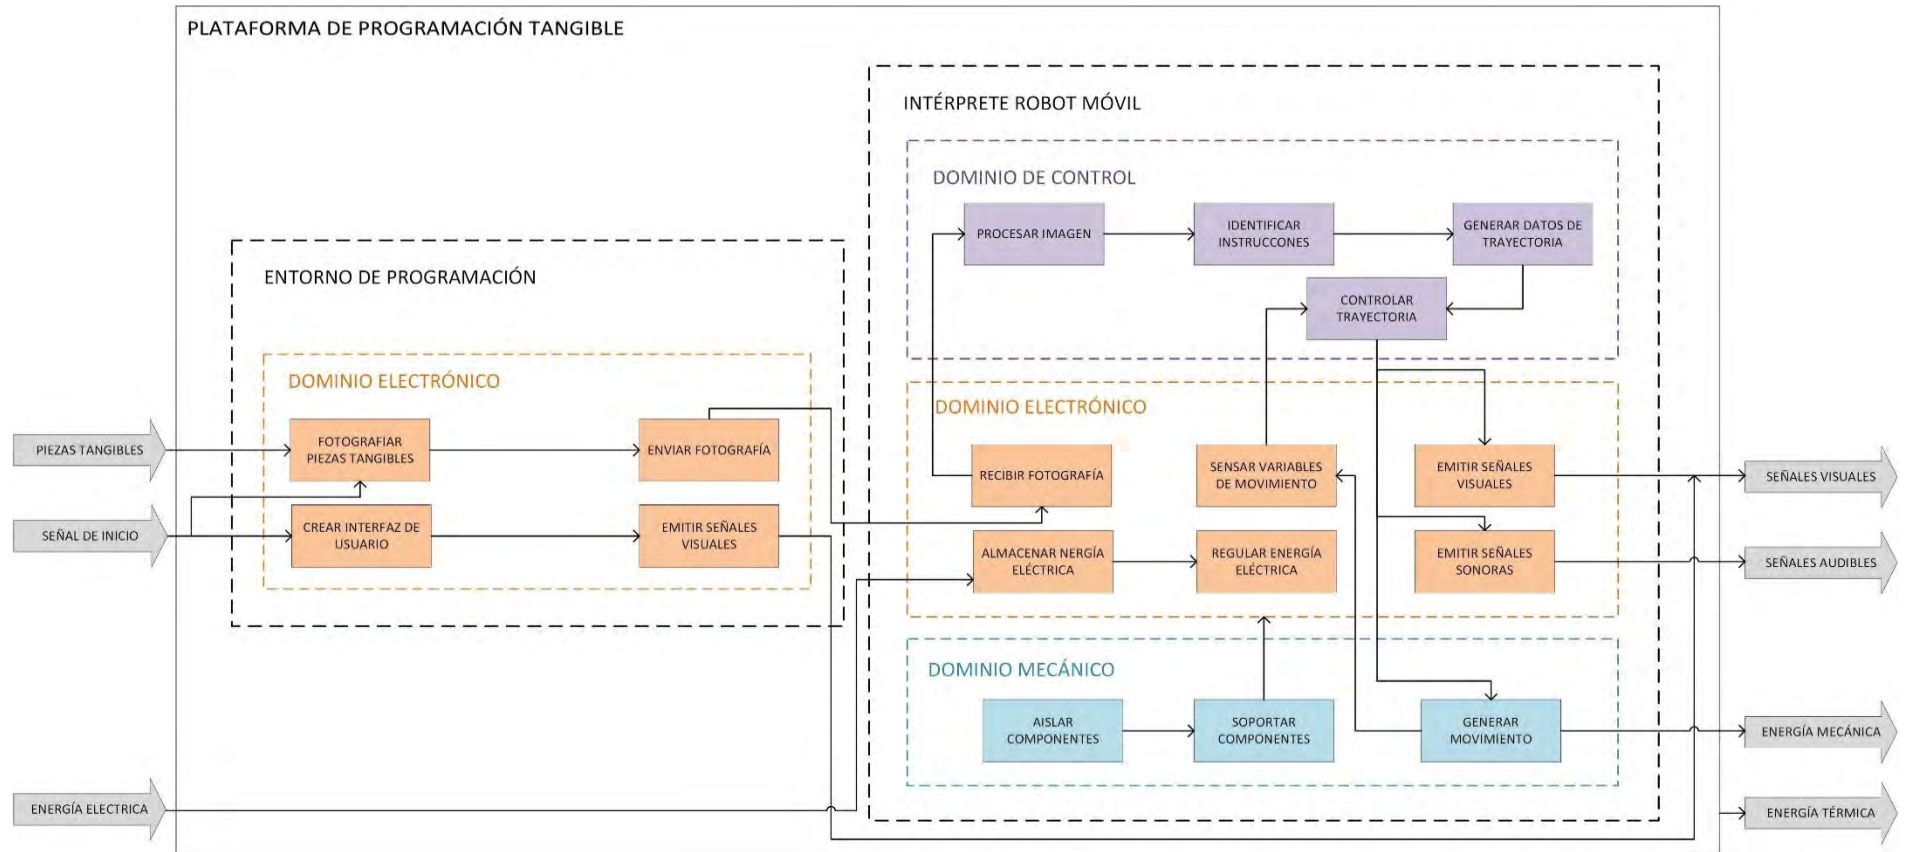 PLATAFORMA DE PROGRAMACIÓN TANGIBLE
INTÉRPRETE ROBOT MÓVIL
DOMINIO DE CONTROL
PROCESAR IMAGEN
IDENTIFICAR
INSTRUCCONES
GENERAR DATOS DE
TRAYECTORIA
CONTROLAR
TRAYECTORIA
ENTORNO DE PROGRAMACIÓN
DOMINIO ELECTRÓNICO
PIEZAS TANGIBLES
FOTOGRAFIAR
PIEZAS TANGIBLES
ENVIAR FOTOGRAFÍA
SEÑAL DE INICIO
CREAR INTERFAZ DE
USUARIO
EMITIR SEÑALES
VISUALES
DOMINIO ELECTRÓNICO
RECIBIR FOTOGRAFÍA
SENSAR VARIABLES
DE MOVIMIENTO
EMITIR SEÑALES
VISUALES
SEÑALES VISUALES
ALMACENAR NERGÍA
ELÉCTRICA
REGULAR ENERGÍA
ELÉCTRICA
EMITIR SEÑALES
SONORAS
SEÑALES AUDIBLES
DOMINIO MECÁNICO
AISLAR
COMPONENTES
SOPORTAR
COMPONENTES
GENERAR
MOVIMIENTO
ENERGÍA MECÁNICA
ENERGÍA ELECTRICA
ENERGÍA TÉRMICA